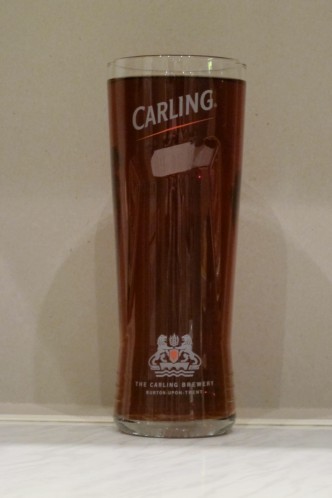 CARLING
THE CARLING BREWERS
BURTON-UPON-TRENT